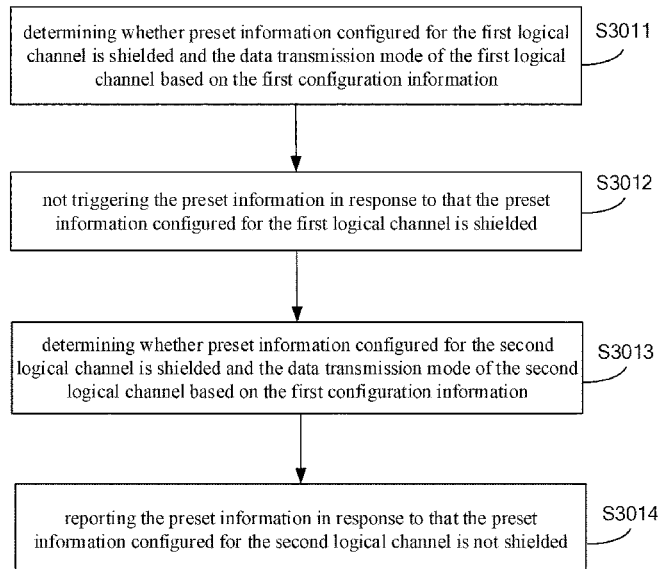 determining whether preset information configured for the first logical
channel is shielded and the data transmission mode of the first logical
channel based on the first configuration information
S3011
not triggering the preset information in response to that the preset
information configured for the first logical channel is shielded
S3012
determining whether preset information configured for the second
logical channel is shielded and the data transmission mode of the second
logical channel based on the first configuration information
S3013
reporting the preset information in response to that the preset
information configured for the second logical channel is not shielded
S3014